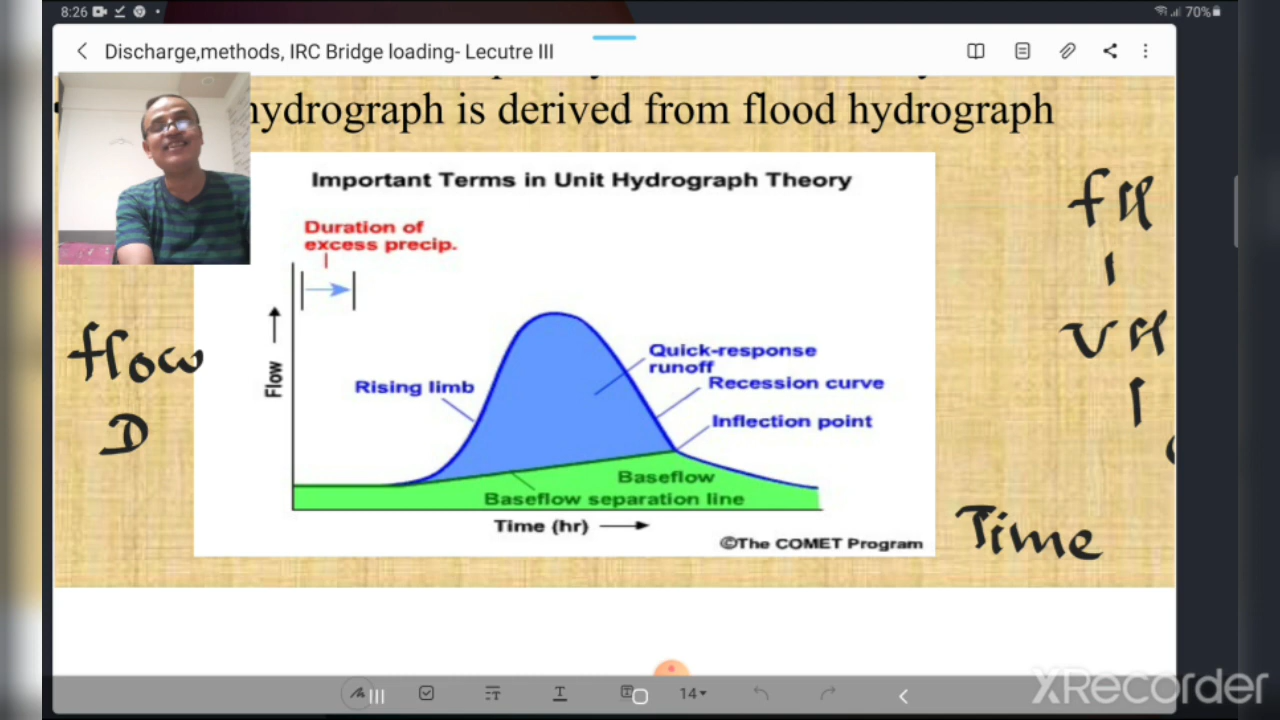 8:26
70%
Discharge,methods, IRC Bridge loading- Lecutre III
hydrograph is derived from flood hydrograph
Important Terms in Unit Hydrograph Theory
Duration of
excess precip.
Flow
Rising limb
Quick-response
runoff
Recession curve
Inflection point
Baseflow
Baseflow separation line
Time (hr)
©The COMET Program
flow
D
FH
UH
Time
14
XRecorder